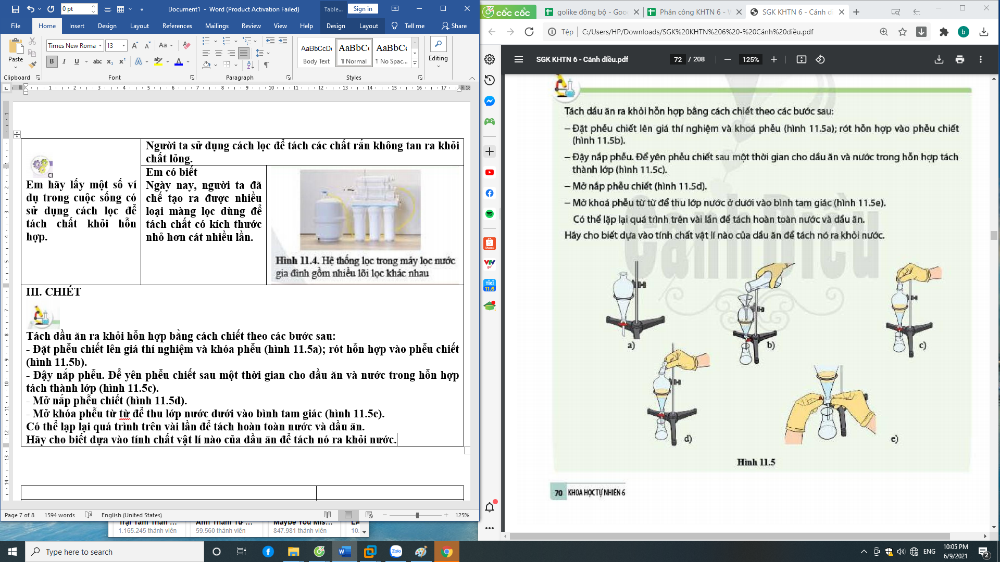 0 pt
Document1 - Word (Product Activation Failed)
Table...
Sign in
File Home Insert Design Layout References Mailings Review View Help Design Layout Tell me Share
Paste
Times New Roma 13
Aa
AaBbCcDc AaBbCc AaBbCc
Body Text ¶ Normal ¶ No Spac...
Editing
Clipboard Font Paragraph Styles
Người ta sử dụng cách lọc để tách các chất rắn không tan ra khỏi
chất lỏng.
Em hãy lấy một số ví
dụ trong cuộc sống có
sử dụng cách lọc để
tách chất khỏi hỗn
hợp.
Em có biết
Ngày nay, người ta đã
chế tạo ra được nhiều
loại màng lọc dùng để
tách chất có kích thước
nhỏ hơn cát nhiều lần.
Hình 11.4. Hệ thống lọc trong máy lọc nước
gia đình gồm nhiều lõi lọc khác nhau
III. CHIẾT
Tách dầu ăn ra khỏi hỗn hợp bằng cách chiết theo các bước sau:
- Đặt phễu chiết lên giá thí nghiệm và khóa phễu (hình 11.5a); rót hỗn hợp vào phễu chiết
(hình 11.5b).
- Đậy nắp phễu. Để yên phễu chiết sau một thời gian cho dầu ăn và nước trong hỗn hợp
tách thành lớp (hình 11.5c).
- Mở nắp phễu chiết (hình 11.5d).
- Mở khóa phễu từ từ để thu lớp nước dưới vào bình tam giác (hình 11.5e).
Có thể lạp lại quá trình trên vài lần để tách hoàn toàn nước và dầu ăn.
Hãy cho biết dựa vào tính chất vật lí nào của dầu ăn để tách nó ra khỏi nước.
Page 7 of 8 1594 words English (United States) 125%
1.165.245 thành viên 59.560 thành viên 847.981 thành viên 10.
cốc cốc
golike đồng bộ - Goo
Phân công KHTN 6 - V
SGK KHTN 6 - Cánh di
Tệp C:/Users/HP/Downloads/SGK%20KHTN%206%20-%20Cánh%20diều.pdf
b
SGK KHTN 6 - Cánh diều.pdf 72 / 208 125%
Tách dầu ăn ra khỏi hỗn hợp bằng cách chiết theo các bước sau:
– Đặt phễu chiết lên giá thí nghiệm và khoá phễu (hình 11.5a); rót hỗn hợp vào phễu chiết
(hình 11.5b).
– Đậy nắp phễu. Để yên phễu chiết sau một thời gian cho dầu ăn và nước trong hỗn hợp tách
thành lớp (hình 11.5c).
– Mở nắp phễu chiết (hình 11.5d).
– Mở khoá phễu từ từ để thu lớp nước ở dưới vào bình tam giác (hình 11.5e).
Có thể lặp lại quá trình trên vài lần để tách hoàn toàn nước và dầu ăn.
Hãy cho biết dựa vào tính chất vật lí nào của dầu ăn để tách nó ra khỏi nước.
Cánh Diều
a)
b)
c)
d)
e)
Hình 11.5
70 KHOA HỌC TỰ NHIÊN 6
Type here to search
Zalo
ENG
10:05 PM
6/9/2021
2